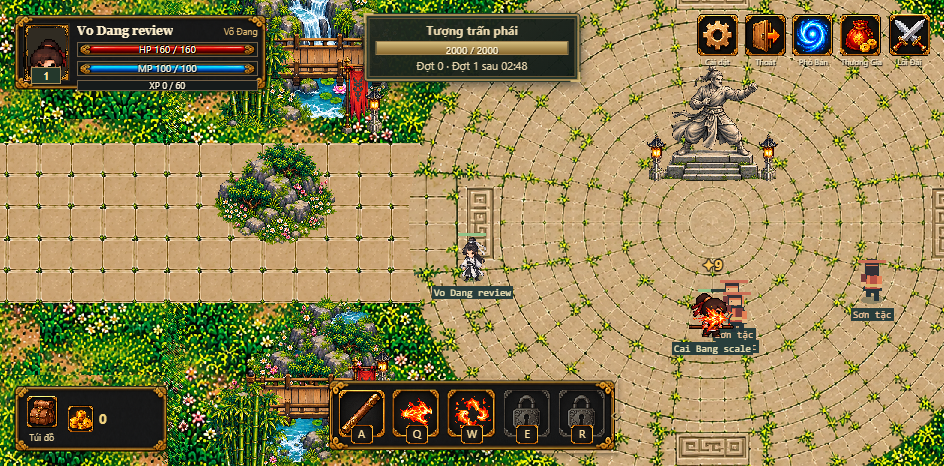 Vo Dang review
Võ Đang
HP 160 / 160
MP 100 / 100
XP 0 / 60
1
Tượng trấn phái
2000 / 2000
Đợt 0 · Đợt 1 sau 02:48
Cài đặt
Thoát
Phó Bản
Thương Gia
Lôi Đài
Vo Dang review
9
Sơn tặc
Sơn tặc
Cai Bang scale
Túi đồ
0
A
Q
W
E
R